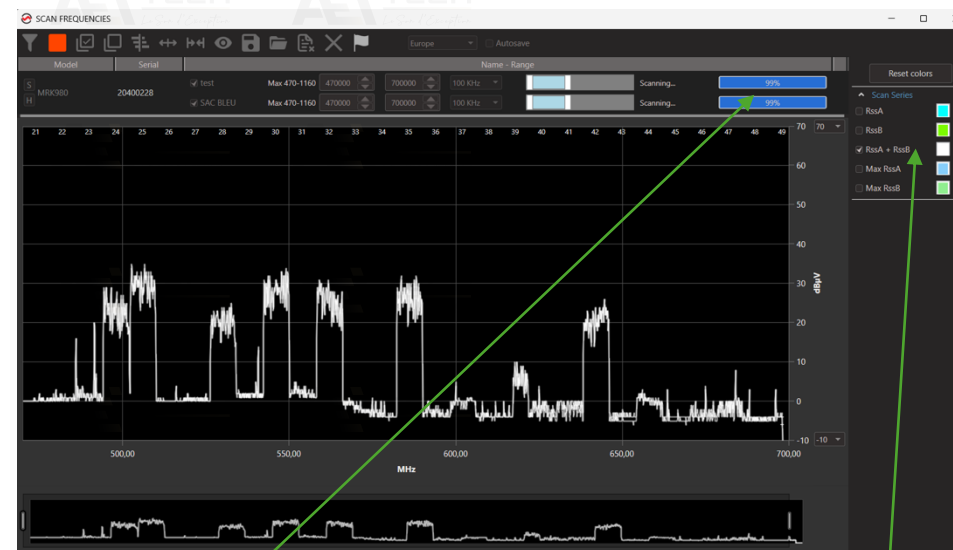 SCAN FREQUENCIES
Europe Autosave
Model Serial Name - Range
S MRK980 20400228 test Max 470-1160 470000 700000 100 KHz Scanning... 99%
H SAC BLEU Max 470-1160 470000 700000 100 KHz Scanning... 99%
Reset colors
Scan Series
RssA
RssB
RssA + RssB
Max RssA
Max RssB
21 22 23 24 25 26 27 28 29 30 31 32 33 34 35 36 37 38 39 40 41 42 43 44 45 46 47 48 49
70 70
60
50
40
30
20
10
0
-10 -10
dBµV
500,00 550,00 600,00 650,00 700,00
MHz